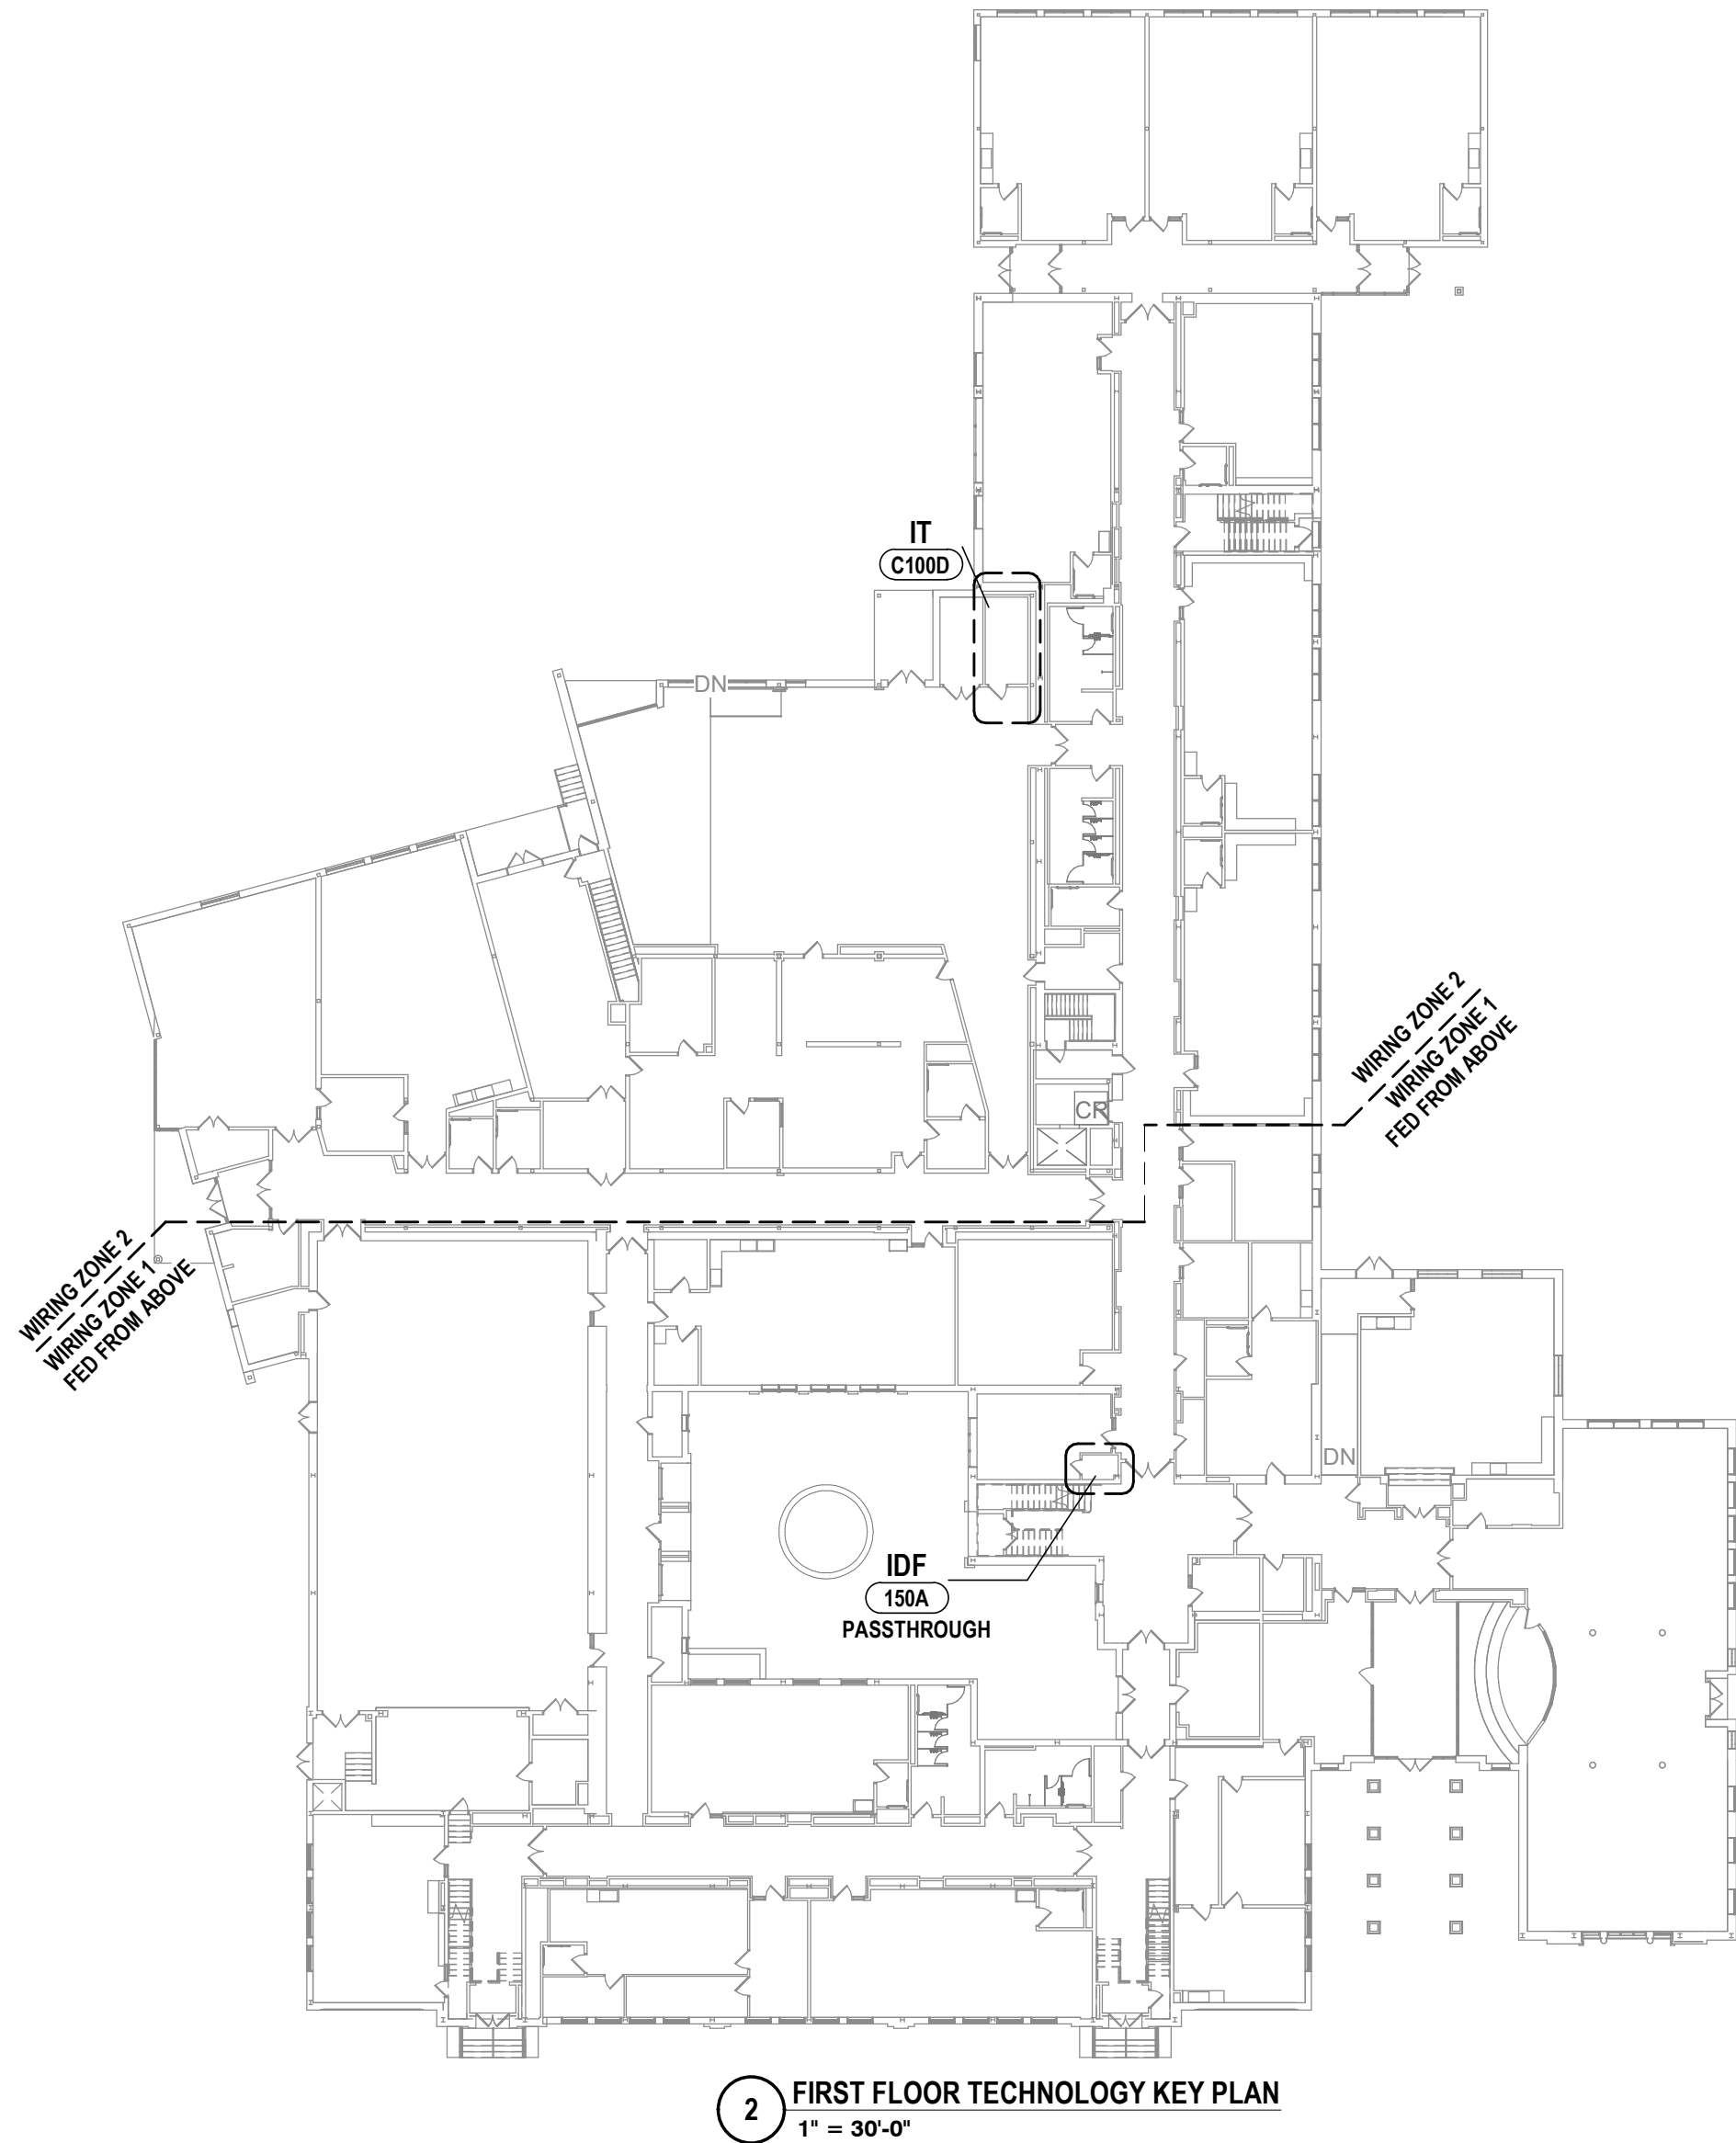 IT
C100D
DN
WIRING ZONE 2
WIRING ZONE 1
FED FROM ABOVE
CR
WIRING ZONE 2
WIRING ZONE 1
FED FROM ABOVE
DN
IDF
150A
PASSTHROUGH
2
FIRST FLOOR TECHNOLOGY KEY PLAN
1" = 30'-0"